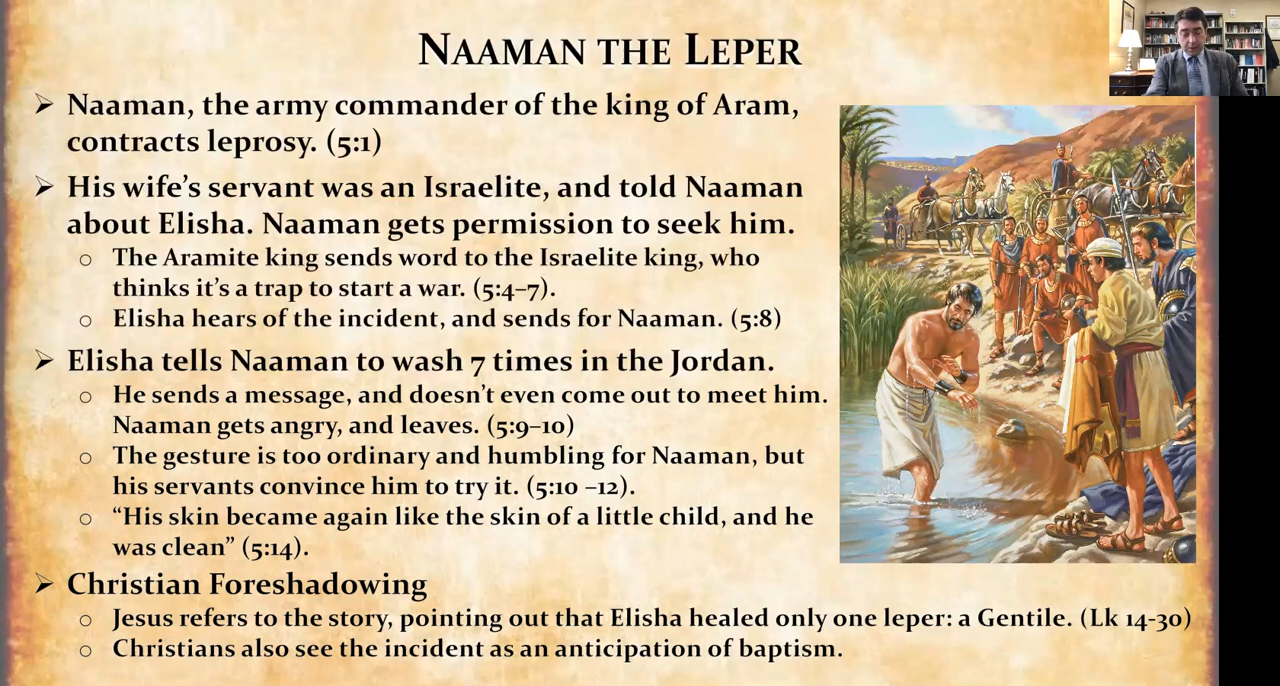 NAAMAN THE LEPER
➢ Naaman, the army commander of the king of Aram,
contracts leprosy. (5:1)
➢ His wife’s servant was an Israelite, and told Naaman
about Elisha. Naaman gets permission to seek him.
○ The Aramite king sends word to the Israelite king, who
thinks it’s a trap to start a war. (5:4–7).
○ Elisha hears of the incident, and sends for Naaman. (5:8)
➢ Elisha tells Naaman to wash 7 times in the Jordan.
○ He sends a message, and doesn’t even come out to meet him.
Naaman gets angry, and leaves. (5:9–10)
○ The gesture is too ordinary and humbling for Naaman, but
his servants convince him to try it. (5:10 –12).
○ “His skin became again like the skin of a little child, and he
was clean” (5:14).
➢ Christian Foreshadowing
○ Jesus refers to the story, pointing out that Elisha healed only one leper: a Gentile. (Lk 14-30)
○ Christians also see the incident as an anticipation of baptism.